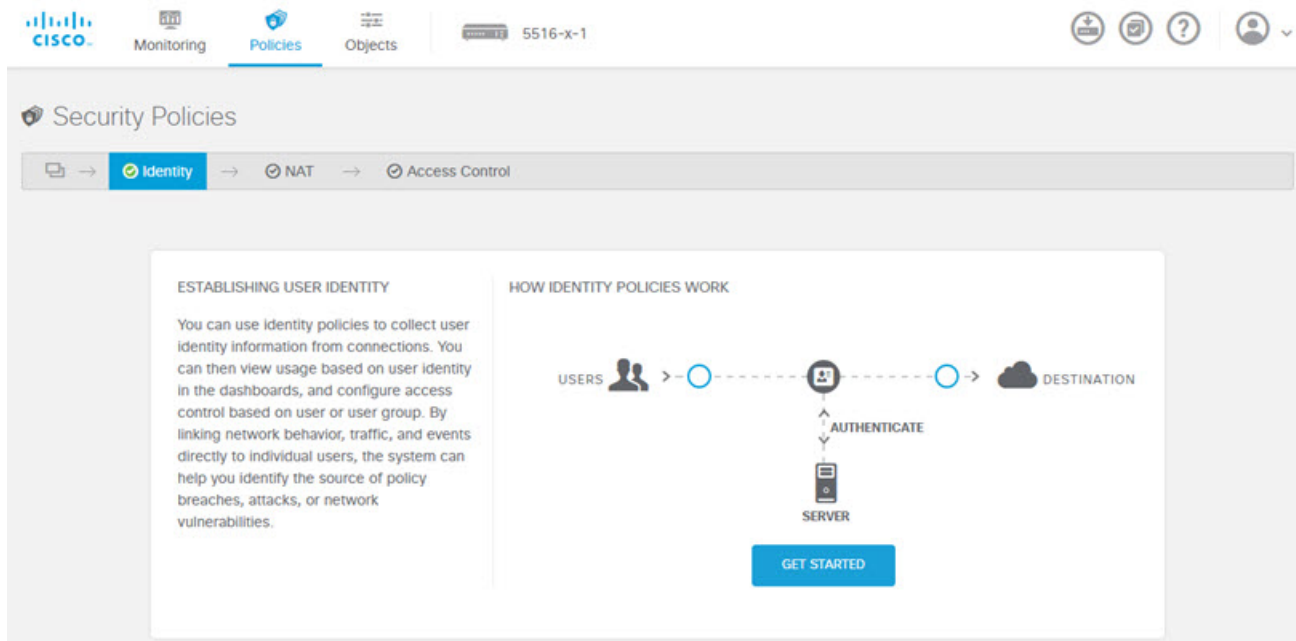 CISCO
Monitoring
Policies
Objects
5516-x-1
Security Policies
Identity
NAT
Access Control
ESTABLISHING USER IDENTITY
You can use identity policies to collect user
identity information from connections. You
can then view usage based on user identity
in the dashboards, and configure access
control based on user or user group. By
linking network behavior, traffic, and events
directly to individual users, the system can
help you identify the source of policy
breaches, attacks, or network
vulnerabilities.
HOW IDENTITY POLICIES WORK
USERS
DESTINATION
AUTHENTICATE
SERVER
GET STARTED